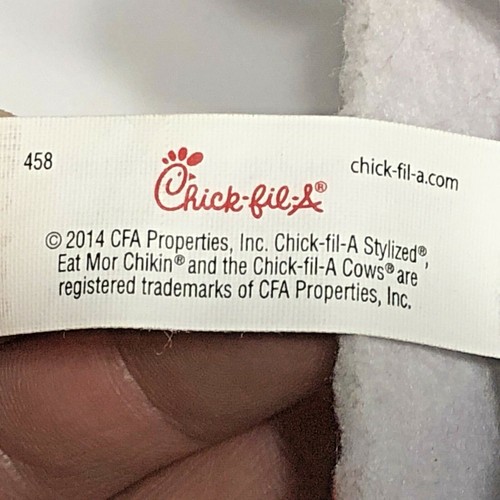 458
Chick-fil-A®
chick-fil-a.com
© 2014 CFA Properties, Inc. Chick-fil-A Stylized®,
Eat Mor Chikin® and the Chick-fil-A Cows® are
registered trademarks of CFA Properties, Inc.